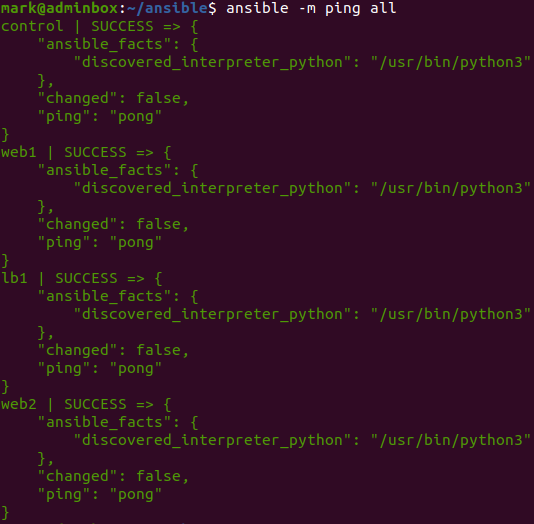 mark@adminbox:~/ansible$ ansible -m ping all
control | SUCCESS => {
    "ansible_facts": {
        "discovered_interpreter_python": "/usr/bin/python3"
    },
    "changed": false,
    "ping": "pong"
}
web1 | SUCCESS => {
    "ansible_facts": {
        "discovered_interpreter_python": "/usr/bin/python3"
    },
    "changed": false,
    "ping": "pong"
}
lb1 | SUCCESS => {
    "ansible_facts": {
        "discovered_interpreter_python": "/usr/bin/python3"
    },
    "changed": false,
    "ping": "pong"
}
web2 | SUCCESS => {
    "ansible_facts": {
        "discovered_interpreter_python": "/usr/bin/python3"
    },
    "changed": false,
    "ping": "pong"
}